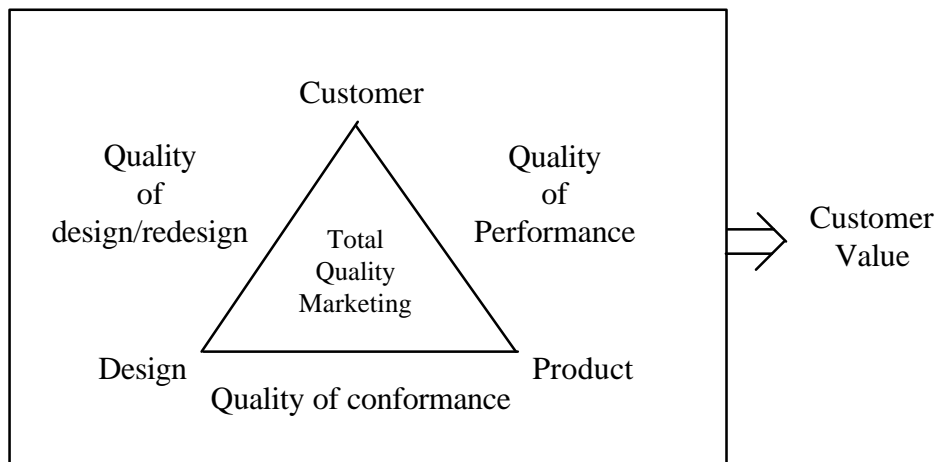 Customer
Quality
of
design/redesign
Quality
of
Performance
Total
Quality
Marketing
Customer
Value
Design
Product
Quality of conformance